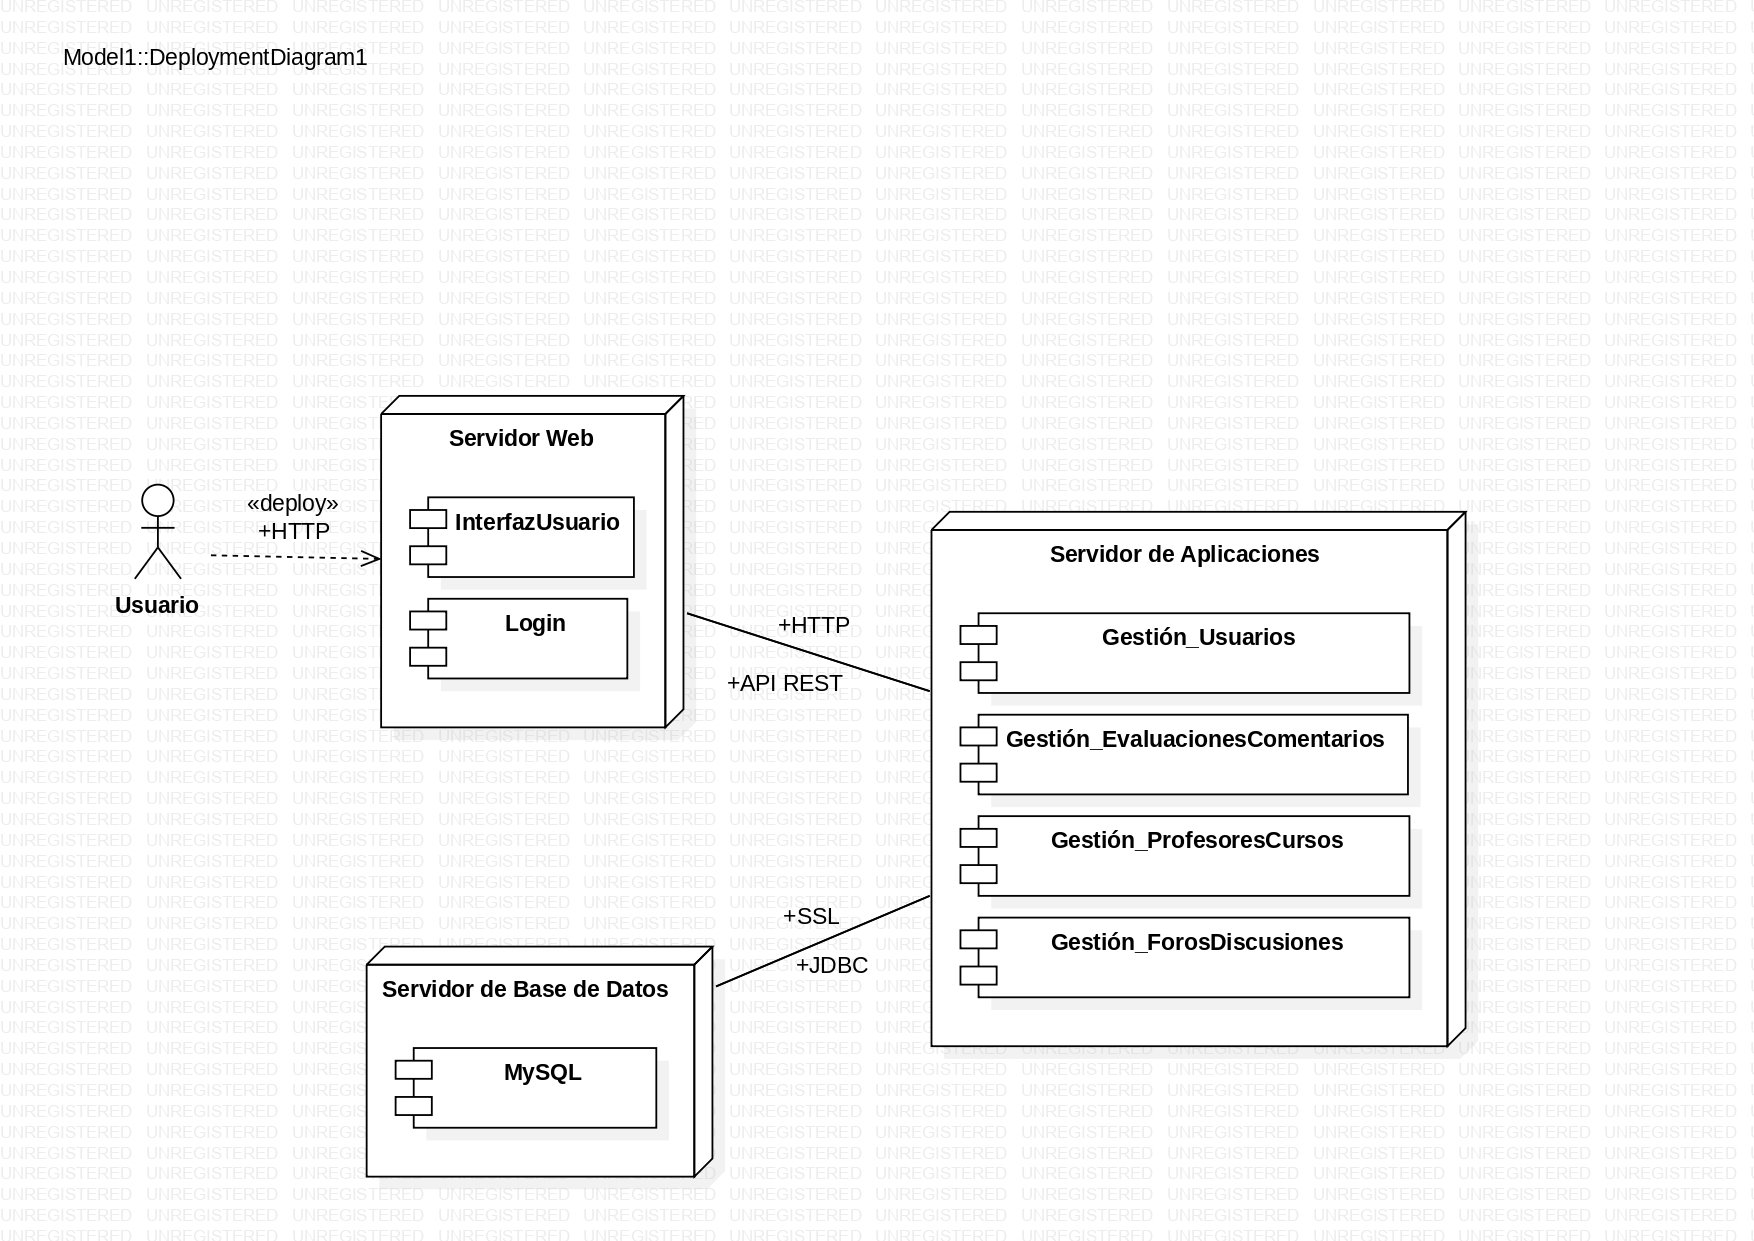 Model1::DeploymentDiagram1
Servidor Web
InterfazUsuario
Login
«deploy»
+HTTP
Usuario
+HTTP
+API REST
Servidor de Aplicaciones
Gestión_Usuarios
Gestión_EvaluacionesComentarios
Gestión_ProfesoresCursos
Gestión_ForosDiscusiones
+SSL
+JDBC
Servidor de Base de Datos
MySQL
UNREGISTERED